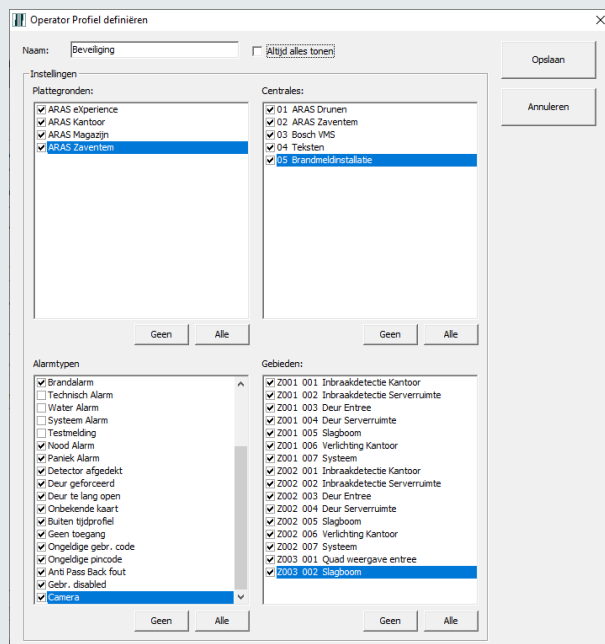 Operator Profiel definiëren
Naam:
Beveiliging
Altijd alles tonen
Opslaan
Annuleren
Instellingen
Plattegronden:
ARAS eXperience
ARAS Kantoor
ARAS Magazijn
ARAS Zaventem
Geen
Alle
Centrales:
01 ARAS Drunen
02 ARAS Zaventem
03 Bosch VMS
04 Teksten
05 Brandmeldinstallatie
Geen
Alle
Alarmtypen
Brandalarm
Technisch Alarm
Water Alarm
Systeem Alarm
Testmelding
Nood Alarm
Paniek Alarm
Detector afgedekt
Deur geforceerd
Deur te lang open
Onbekende kaart
Buiten tijdprofiel
Geen toegang
Ongeldige gebr. code
Ongeldige pincode
Anti Pass Back fout
Gebr. disabled
Camera
Geen
Alle
Gebieden:
Z001 001 Inbraakdetectie Kantoor
Z001 002 Inbraakdetectie Serverruimte
Z001 003 Deur Entree
Z001 004 Deur Serverruimte
Z001 005 Slagboom
Z001 006 Verlichting Kantoor
Z001 007 Systeem
Z002 001 Inbraakdetectie Kantoor
Z002 002 Inbraakdetectie Serverruimte
Z002 003 Deur Entree
Z002 004 Deur Serverruimte
Z002 005 Slagboom
Z002 006 Verlichting Kantoor
Z002 007 Systeem
Z003 001 Quad weergave entree
Z003 002 Slagboom
Geen
Alle